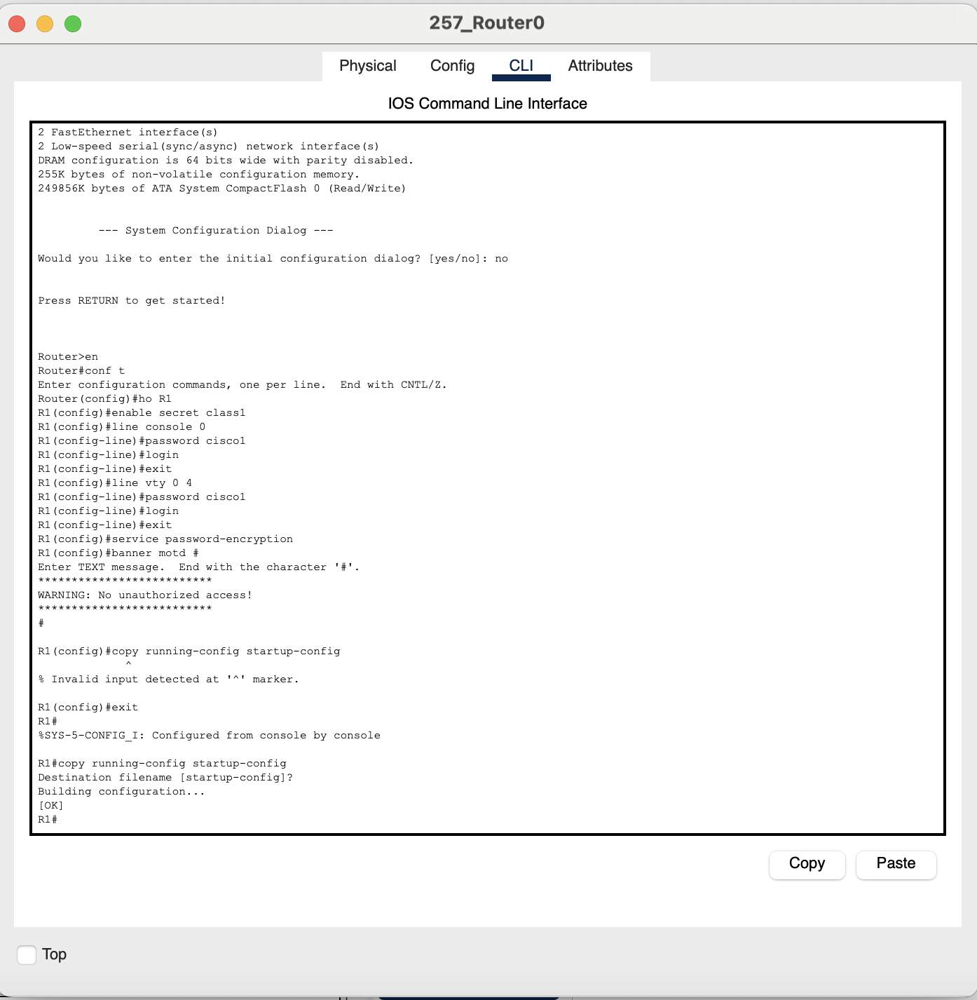 257_Router0
Physical Config CLI Attributes
IOS Command Line Interface
2 FastEthernet interface(s)
2 Low-speed serial(sync/async) network interface(s)
DRAM configuration is 64 bits wide with parity disabled.
255K bytes of non-volatile configuration memory.
249856K bytes of ATA System CompactFlash 0 (Read/Write)
--- System Configuration Dialog ---
Would you like to enter the initial configuration dialog? [yes/no]: no
Press RETURN to get started!
Router>en
Router#conf t
Enter configuration commands, one per line.  End with CNTL/Z.
Router(config)#ho R1
R1(config)#enable secret class1
R1(config)#line console 0
R1(config-line)#password cisco1
R1(config-line)#login
R1(config-line)#exit
R1(config)#line vty 0 4
R1(config-line)#password cisco1
R1(config-line)#login
R1(config-line)#exit
R1(config)#service password-encryption
R1(config)#banner motd #
Enter TEXT message.  End with the character '#'.
**************************
WARNING: No unauthorized access!
**************************
#
R1(config)#copy running-config startup-config
^
% Invalid input detected at '^' marker.
R1(config)#exit
R1#
%SYS-5-CONFIG_I: Configured from console by console
R1#copy running-config startup-config
Destination filename [startup-config]?
Building configuration...
[OK]
R1#
Copy Paste
Top